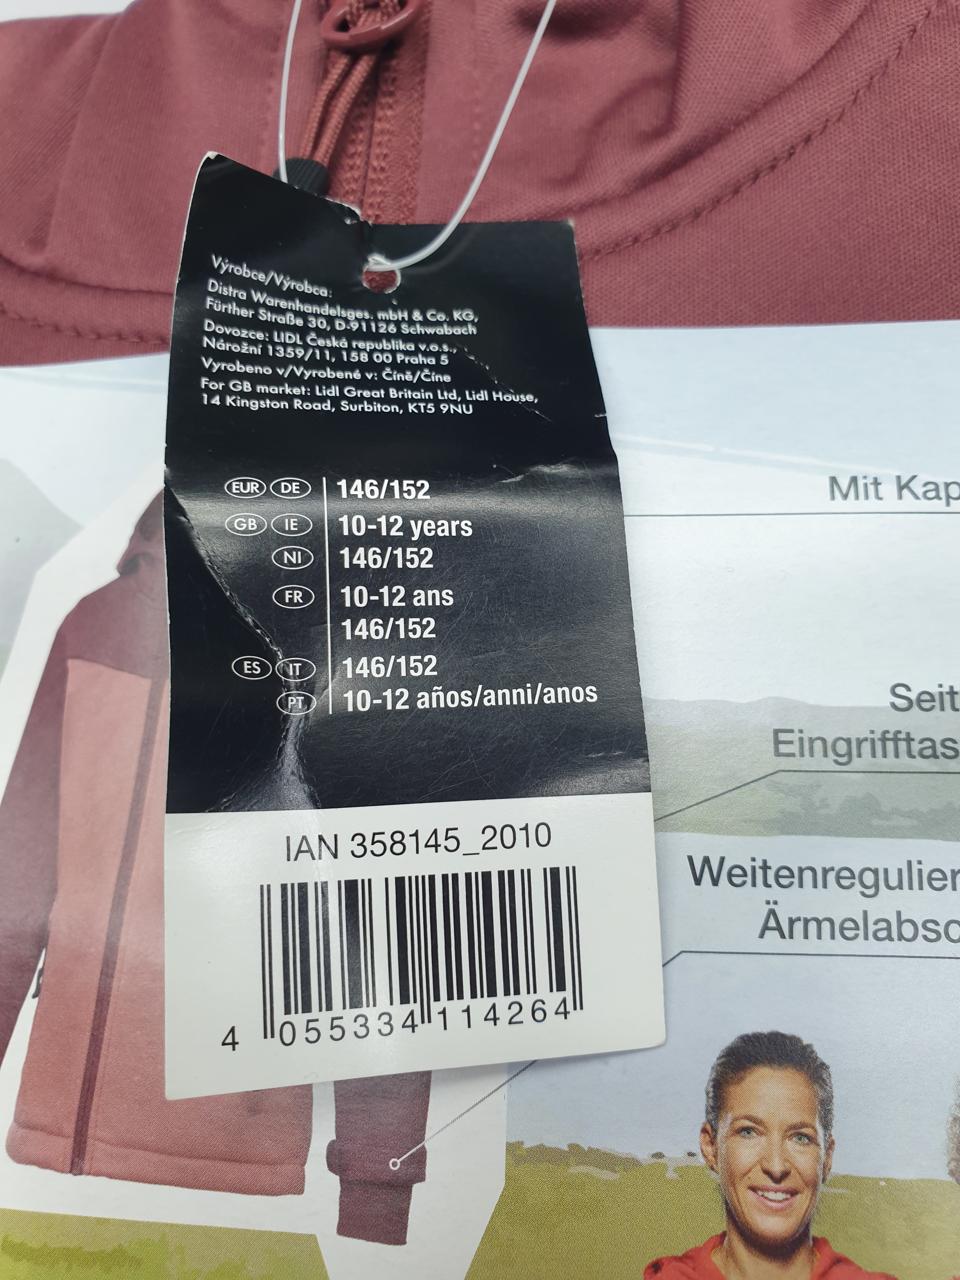 Výrobce/Výrobca:
Distra Warenhandelsges. mbH & Co. KG,
Fürther Straße 30, D-91126 Schwabach
Dovozce: LIDL Česká republika v.o.s.,
Nárožní 1359/11, 158 00 Praha 5
Vyrobeno v/Vyrobené v: Číně/Číne
For GB market: Lidl Great Britain Ltd, Lidl House,
14 Kingston Road, Surbiton, KT5 9NU
EUR DE 146/152
GB IE 10-12 years
NI 146/152
FR 10-12 ans
146/152
ES IT 146/152
PT 10-12 años/anni/anos
IAN 358145_2010
4 055334 114264
Mit Kap
Seit
Eingrifftas
Weitenregulier
Ärmelabsc